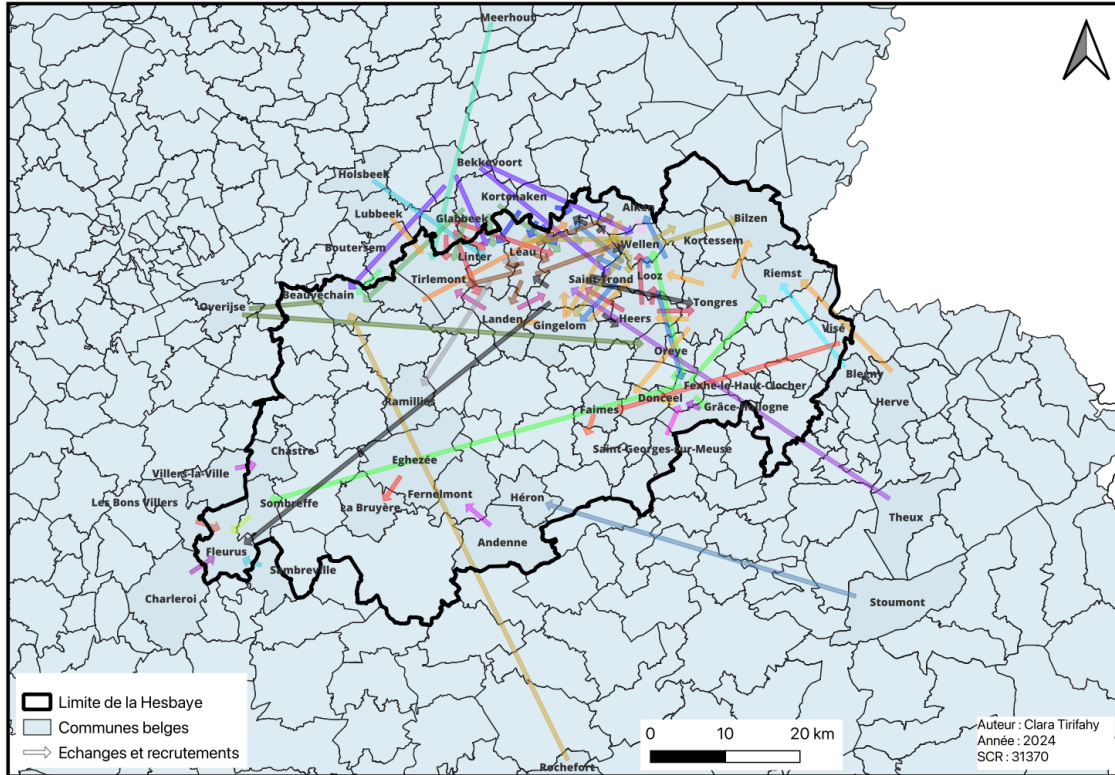 Meerhout
Bekkevoort
Holsbeek
Kortenaken
Lubbeek
Glabbeek
Alken
Bilzen
Boutersem
Wellen
Kortessem
Linter
Léau
Tirlemont
Saint-Trond
Looz
Riemst
Beauvechain
Overijse
Tongres
Landen
Gingelom
Heers
Visé
Oreye
Blegny
Fexhe-le-Haut-Clocher
Ramillies
Donceel
Herve
Faimes
Grâce-Hollogne
Saint-Georges-sur-Meuse
Chastre
Eghezée
Villers-la-Ville
Fernelmont
Héron
Les Bons Villers
Sombreffe
La Bruyère
Theux
Andenne
Fleurus
Sambreville
Charleroi
Stoumont
Rochefort
Limite de la Hesbaye
Communes belges
Echanges et recrutements
0 10 20 km
Auteur : Clara Tirifahy
Année : 2024
SCR : 31370